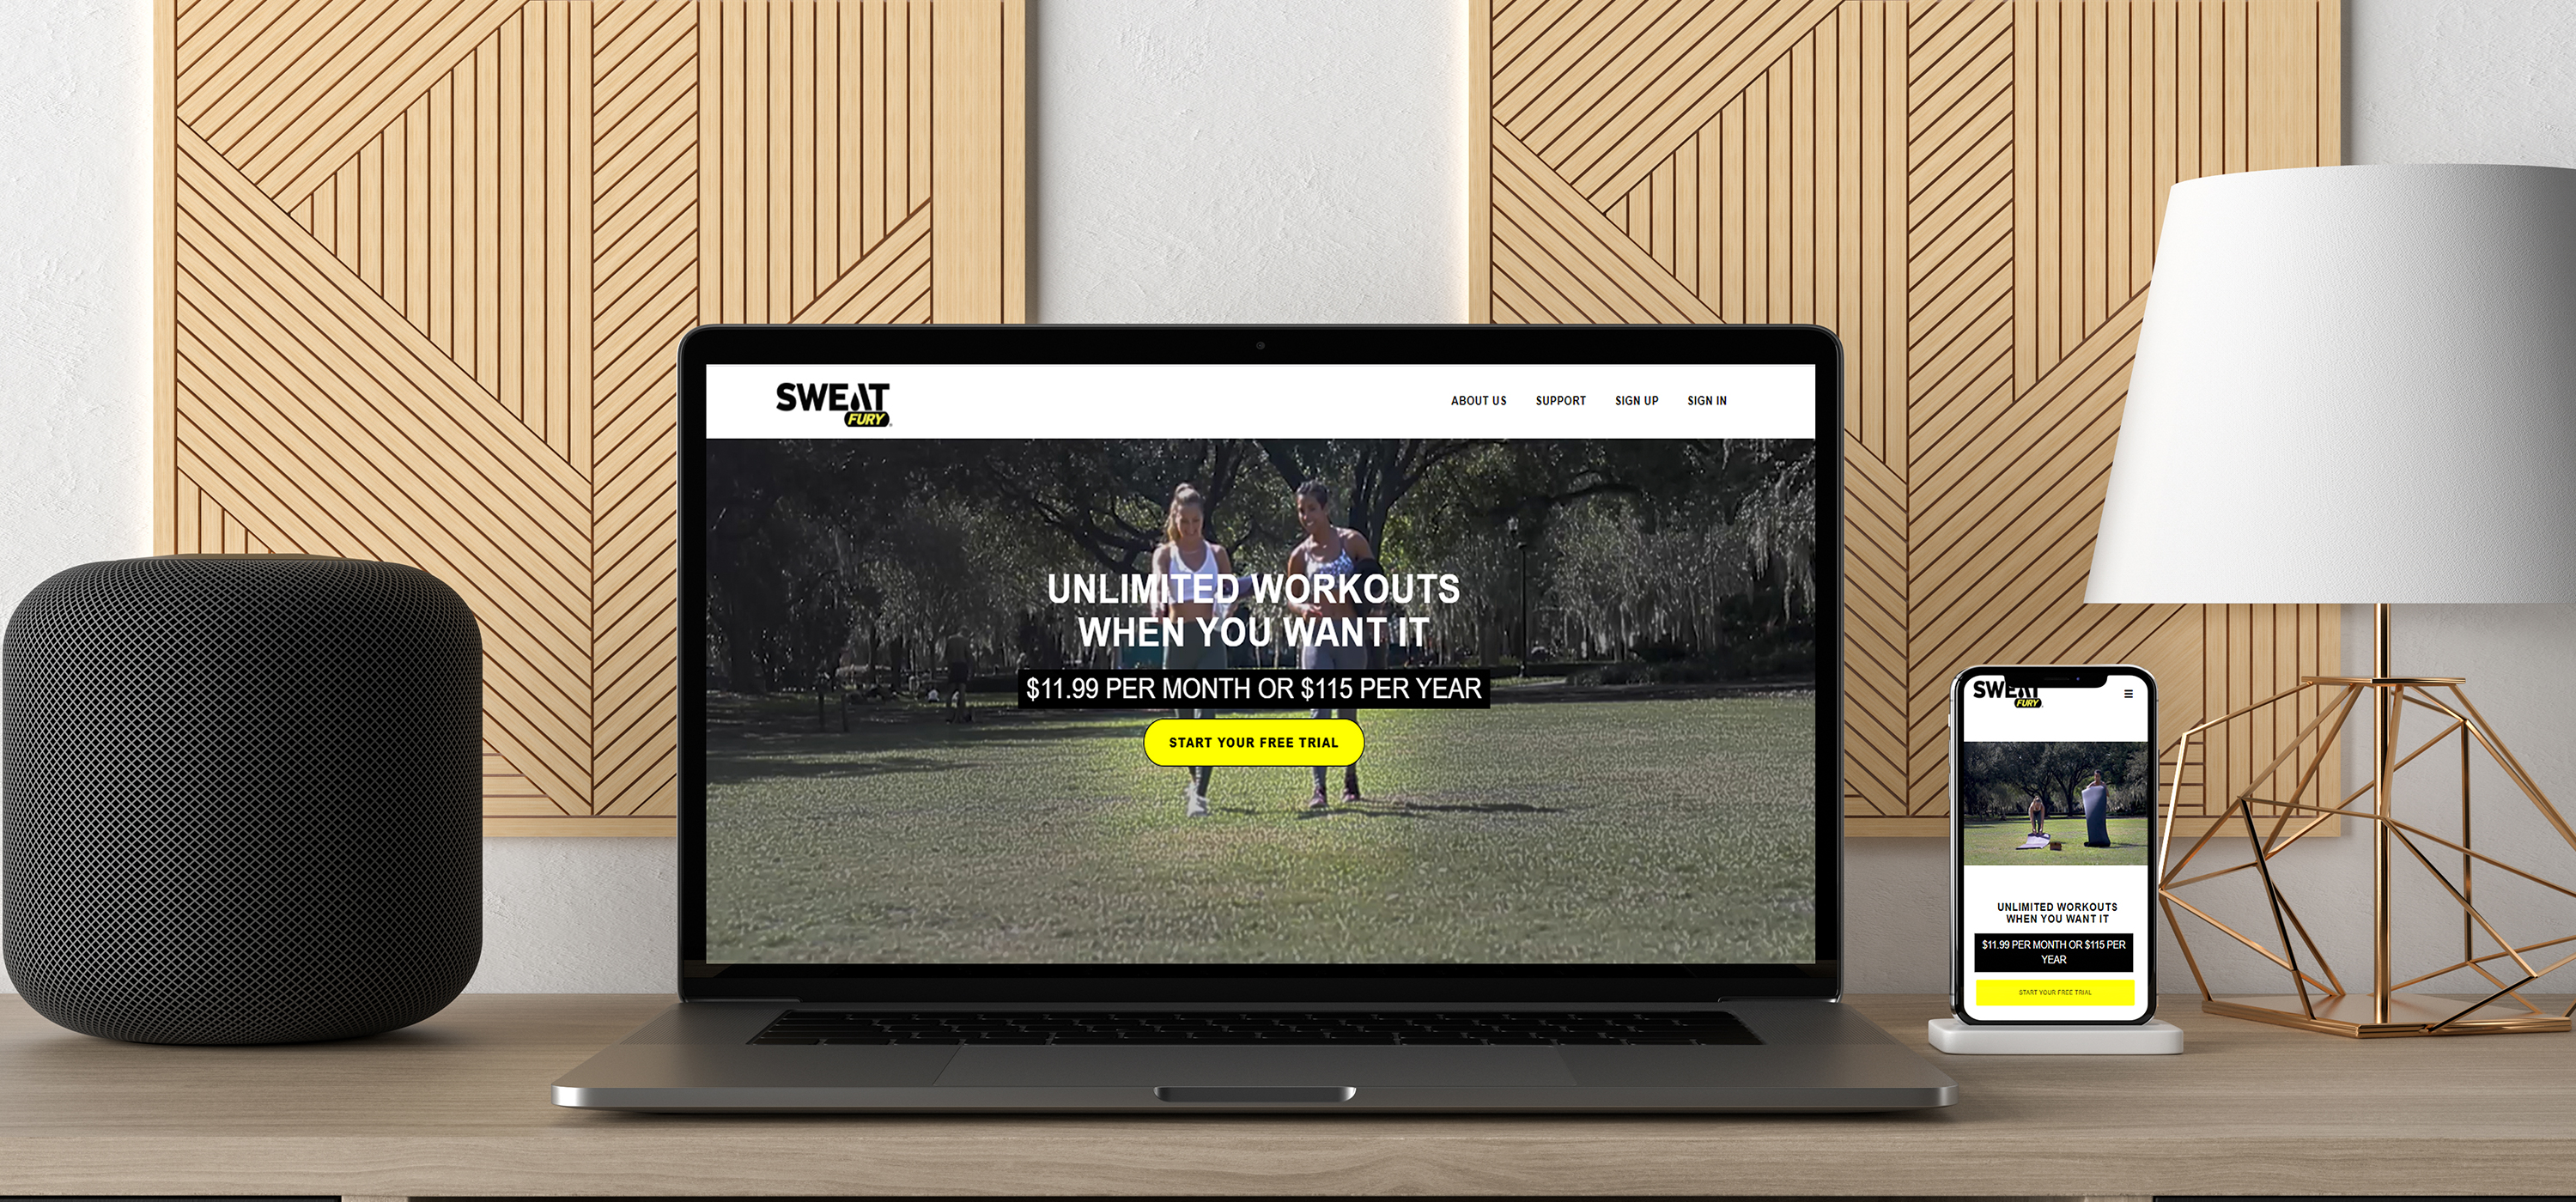 SWEAT
FURY
ABOUT US SUPPORT SIGN UP SIGN IN
UNLIMITED WORKOUTS
WHEN YOU WANT IT
$11.99 PER MONTH OR $115 PER YEAR
START YOUR FREE TRIAL
SWEAT
FURY
UNLIMITED WORKOUTS
WHEN YOU WANT IT
$11.99 PER MONTH OR $115 PER
YEAR
START YOUR FREE TRIAL